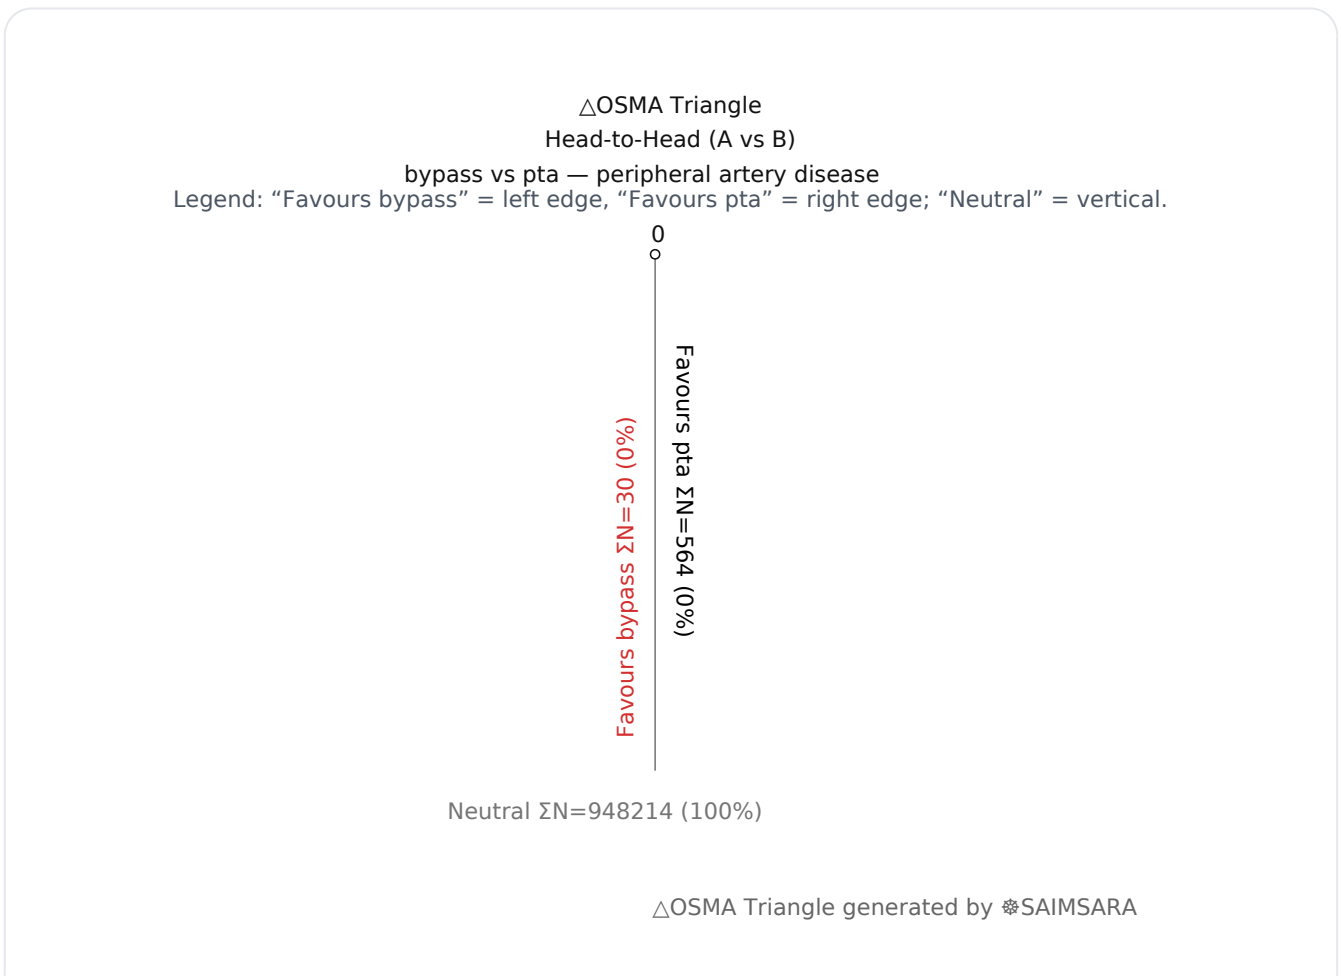 △OSMA Triangle
Head-to-Head (A vs B)
bypass vs pta — peripheral artery disease
Legend: “Favours bypass” = left edge, “Favours pta” = right edge; “Neutral” = vertical.
0
Favours bypass ΣN=30 (0%)
Favours pta ΣN=564 (0%)
Neutral ΣN=948214 (100%)
△OSMA Triangle generated by ☸SAIMSARA